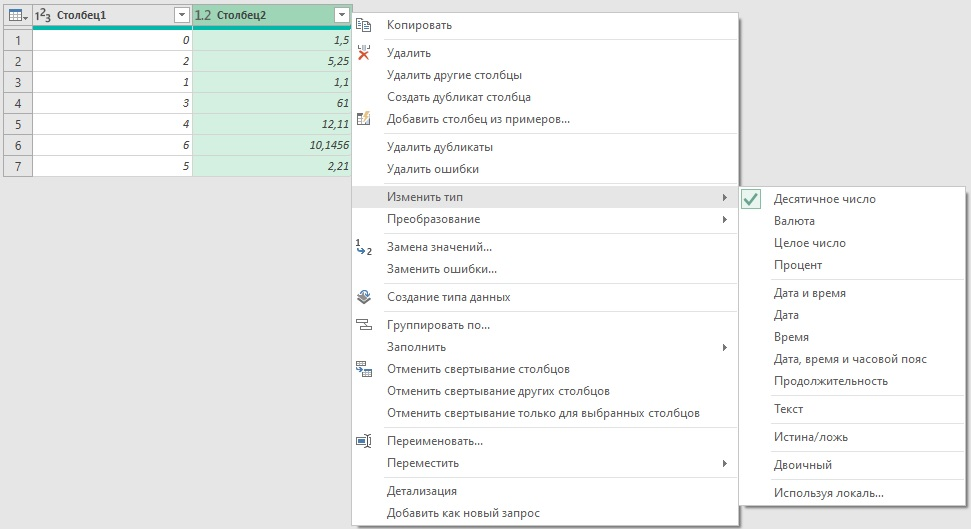 1²3 Столбец1 1.2 Столбец2
1 0 1,5
2 2 5,25
3 1 1,1
4 3 61
5 4 12,11
6 6 10,1456
7 5 2,21
Копировать
Удалить
Удалить другие столбцы
Создать дубликат столбца
Добавить столбец из примеров...
Удалить дубликаты
Удалить ошибки
Изменить тип
Преобразование
1 2 Замена значений...
Заменить ошибки...
Создание типа данных
Группировать по...
Заполнить
Отменить свертывание столбцов
Отменить свертывание других столбцов
Отменить свертывание только для выбранных столбцов
Переименовать...
Переместить
Детализация
Добавить как новый запрос
Десятичное число
Валюта
Целое число
Процент
Дата и время
Дата
Время
Дата, время и часовой пояс
Продолжительность
Текст
Истина/ложь
Двоичный
Используя локаль...